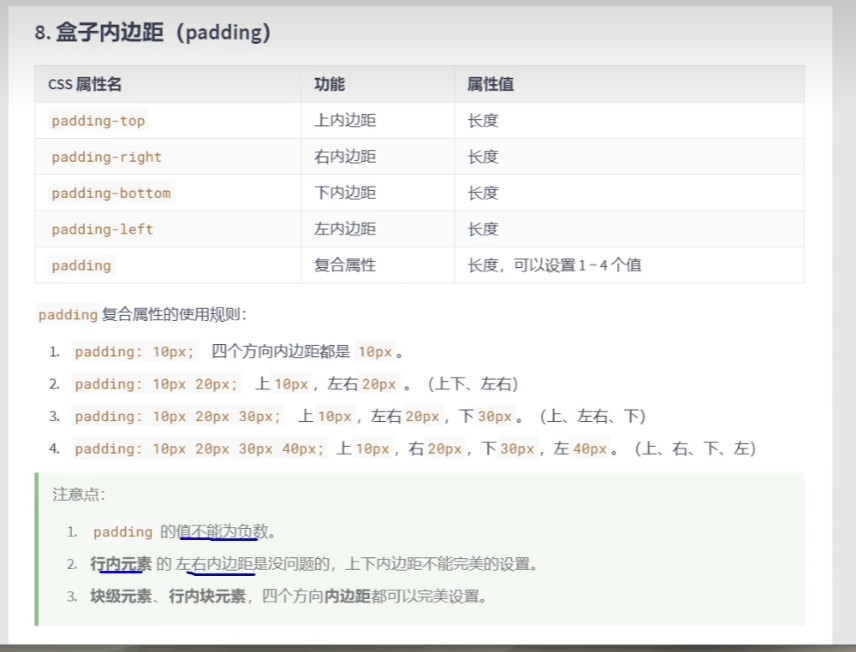 8. 盒子内边距（padding）
CSS 属性名 功能 属性值
padding-top 上内边距 长度
padding-right 右内边距 长度
padding-bottom 下内边距 长度
padding-left 左内边距 长度
padding 复合属性 长度，可以设置 1 ~ 4 个值
padding 复合属性的使用规则：
1. padding: 10px; 四个方向内边距都是 10px 。
2. padding: 10px 20px; 上 10px ，左右 20px 。（上下、左右）
3. padding: 10px 20px 30px; 上 10px ，左右 20px ，下 30px 。（上、左右、下）
4. padding: 10px 20px 30px 40px; 上 10px ，右 20px ，下 30px ，左 40px 。（上、右、下、左）
注意点：
1. padding 的值不能为负数。
2. 行内元素 的 左右内边距是没问题的，上下内边距不能完美的设置。
3. 块级元素、行内块元素，四个方向内边距都可以完美设置。